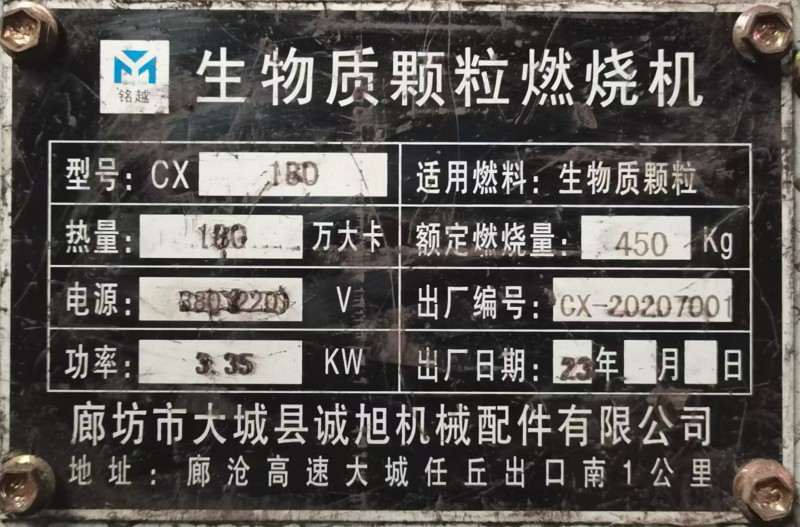 铭越
生物质颗粒燃烧机
型号: CX 180
适用燃料: 生物质颗粒
热量: 180 万大卡
额定燃烧量: 450 Kg
电源: 380(220) V
出厂编号: CX-20207001
功率: 3.35 KW
出厂日期: 23年 月 日
廊坊市大城县诚旭机械配件有限公司
地址: 廊沧高速大城任丘出口南1公里